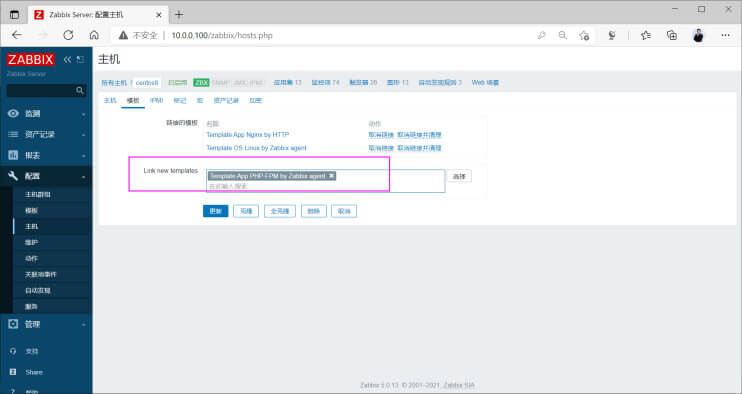 Zabbix Server: 配置主机
不安全 | 10.0.0.100/zabbix/hosts.php
ZABBIX
Zabbix Server
监测
资产记录
报表
配置
主机群组
模板
主机
维护
动作
关联项事件
自动发现
服务
管理
支持
Share
帮助
主机
所有主机 / centos8 已启用 ZBX SNMP JMX IPMI 应用集 13 监控项 74 触发器 28 图形 13 自动发现规则 3 Web 场景
主机 模板 IPMI 标记 宏 资产记录 加密
链接的模板 名称 动作
Template App Nginx by HTTP 取消链接 取消链接并清理
Template OS Linux by Zabbix agent 取消链接 取消链接并清理
Link new templates Template App PHP-FPM by Zabbix agent 选择
在此输入搜索
更新 克隆 全克隆 删除 取消
Zabbix 5.0.13. © 2001–2021, Zabbix SIA